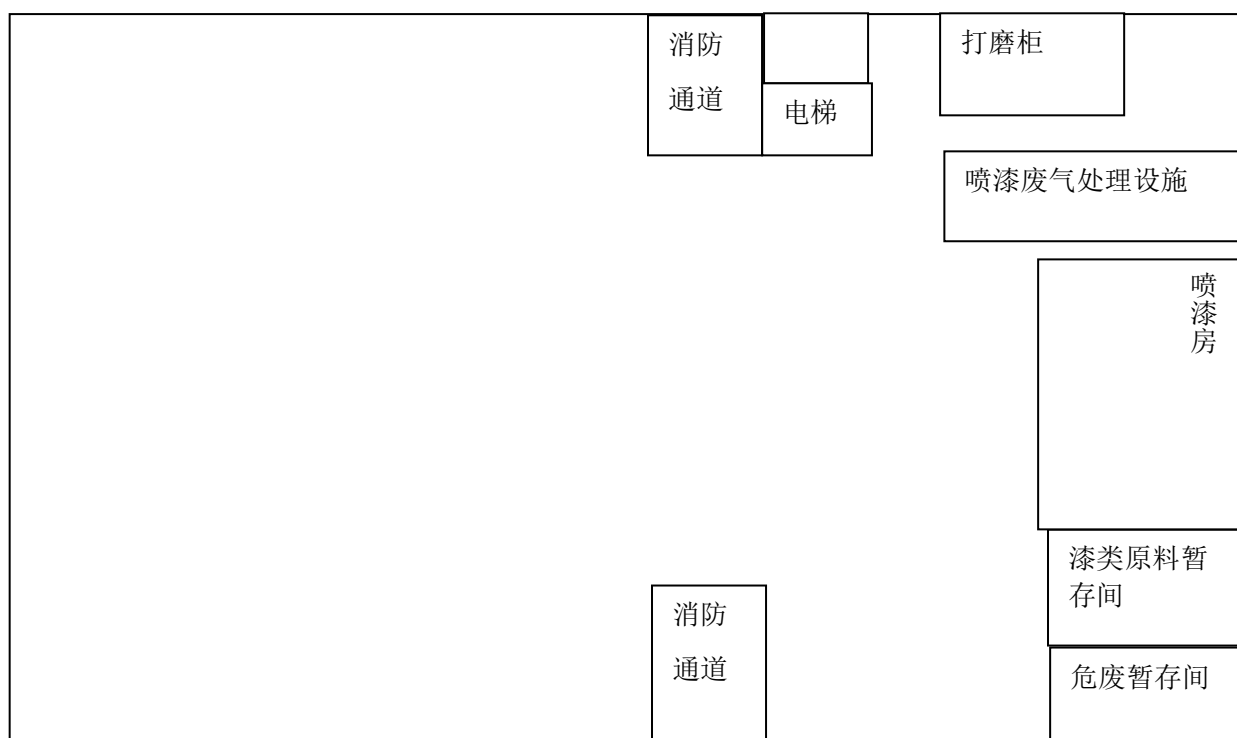 消防
通道
电梯
打磨柜
喷漆废气处理设施
喷漆房
漆类原料暂
存间
消防
通道
危废暂存间